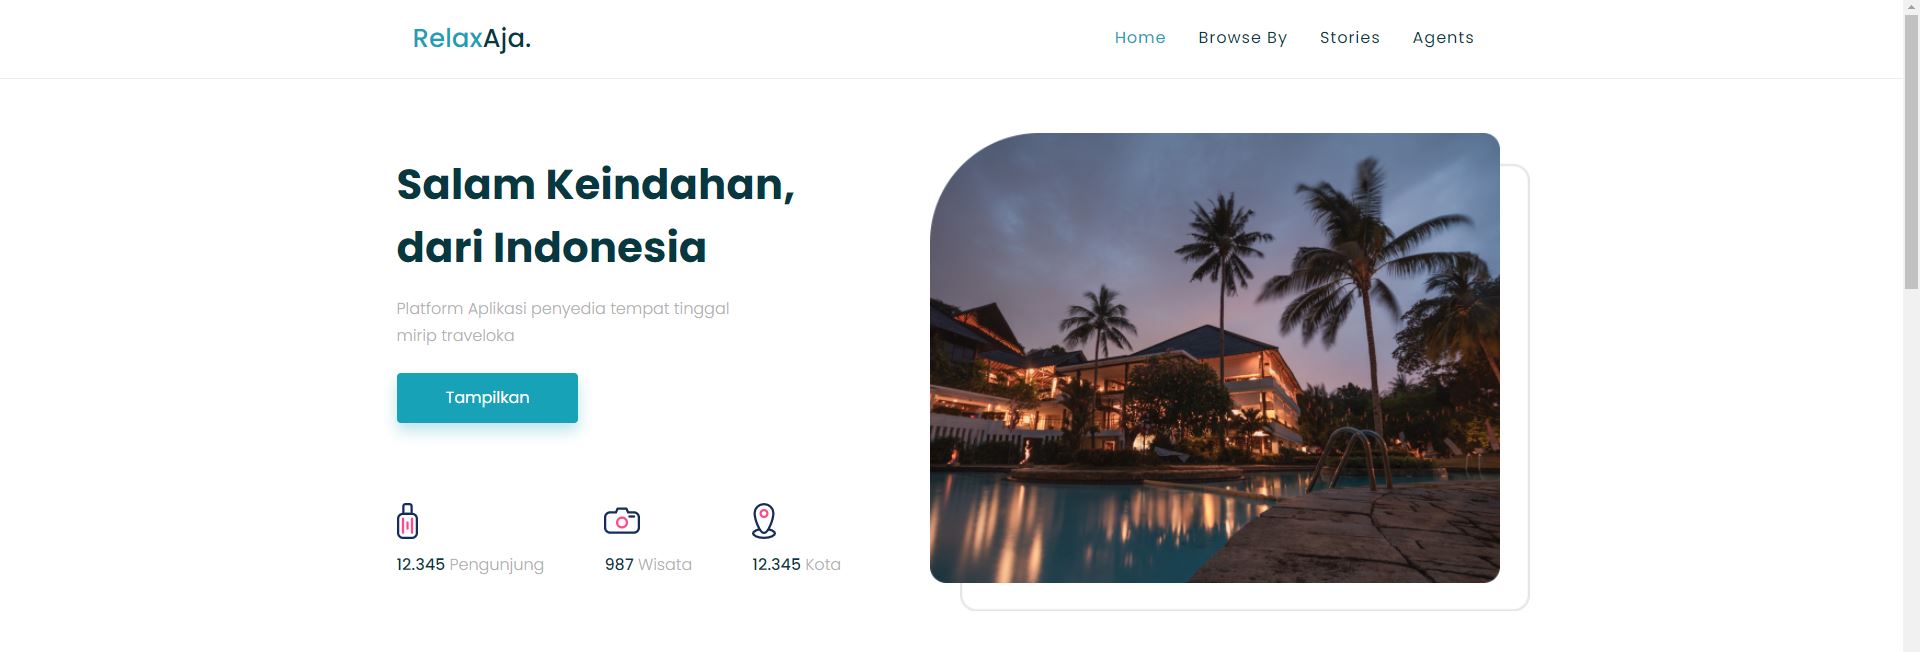 RelaxAja.
Home Browse By Stories Agents
Salam Keindahan,
dari Indonesia
Platform Aplikasi penyedia tempat tinggal
mirip traveloka
Tampilkan
12.345 Pengunjung
987 Wisata
12.345 Kota